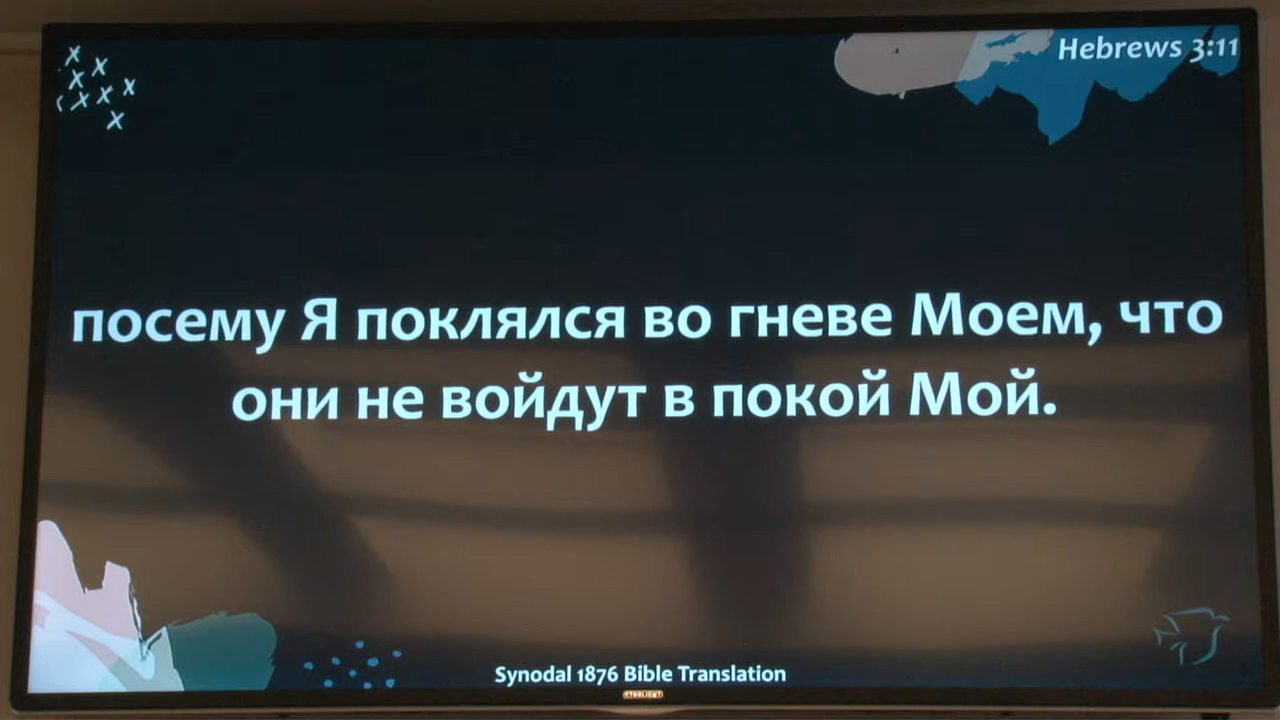 Hebrews 3:11
посему Я поклялся во гневе Моем, что
они не войдут в покой Мой.
Synodal 1876 Bible Translation